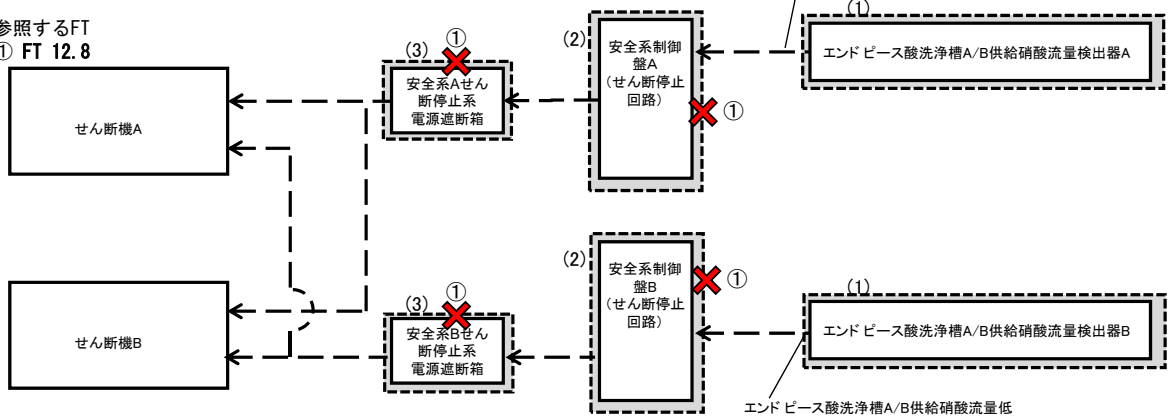 参照するFT
① FT 12.8
(1)
エンドピース酸洗浄槽A/B供給硝酸流量検出器A
(2)
安全系制御
盤A
(せん断停止
回路)
①
(3)
①
安全系Aせん
断停止系
電源遮断箱
せん断機A
(1)
エンドピース酸洗浄槽A/B供給硝酸流量検出器B
エンドピース酸洗浄槽A/B供給硝酸流量低
(2)
安全系制御
盤B
(せん断停止
回路)
①
(3)
①
安全系Bせん
断停止系
電源遮断箱
せん断機B